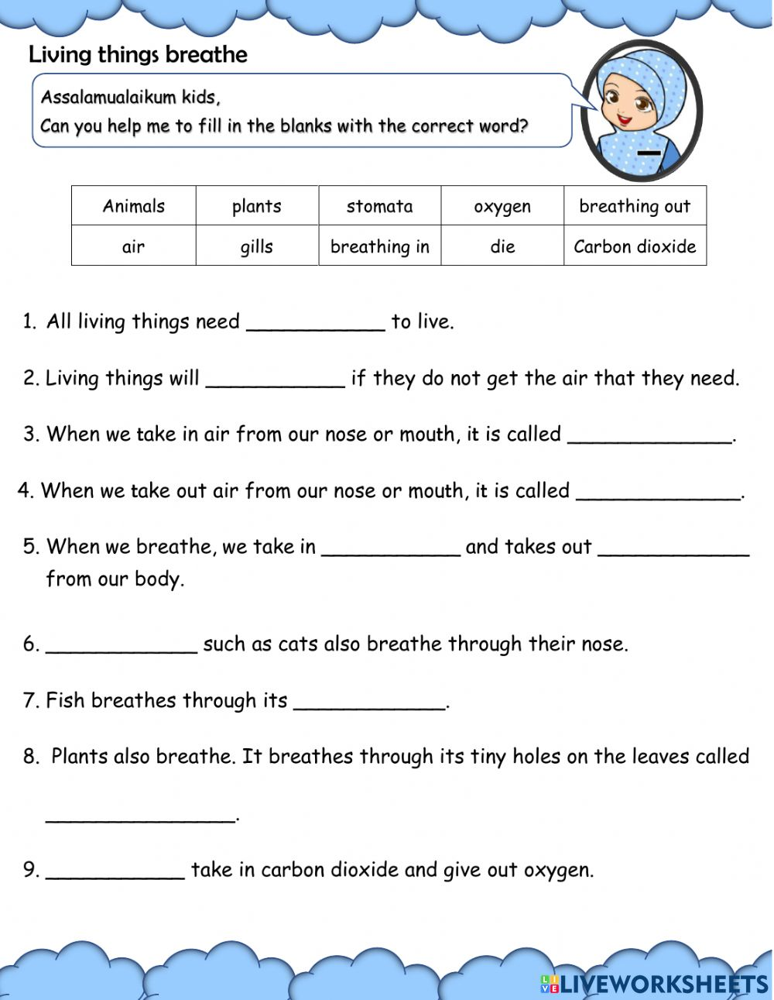 Living things breathe
Assalamualaikum kids,
Can you help me to fill in the blanks with the correct word?
Animals plants stomata oxygen breathing out
air gills breathing in die Carbon dioxide
1. All living things need ____________ to live.
2. Living things will ____________ if they do not get the air that they need.
3. When we take in air from our nose or mouth, it is called ______________.
4. When we take out air from our nose or mouth, it is called ______________.
5. When we breathe, we take in ____________ and takes out _____________
from our body.
6. _____________ such as cats also breathe through their nose.
7. Fish breathes through its _____________.
8. Plants also breathe. It breathes through its tiny holes on the leaves called
________________.
9. ____________ take in carbon dioxide and give out oxygen.
LIVE LIVEWORKSHEETS